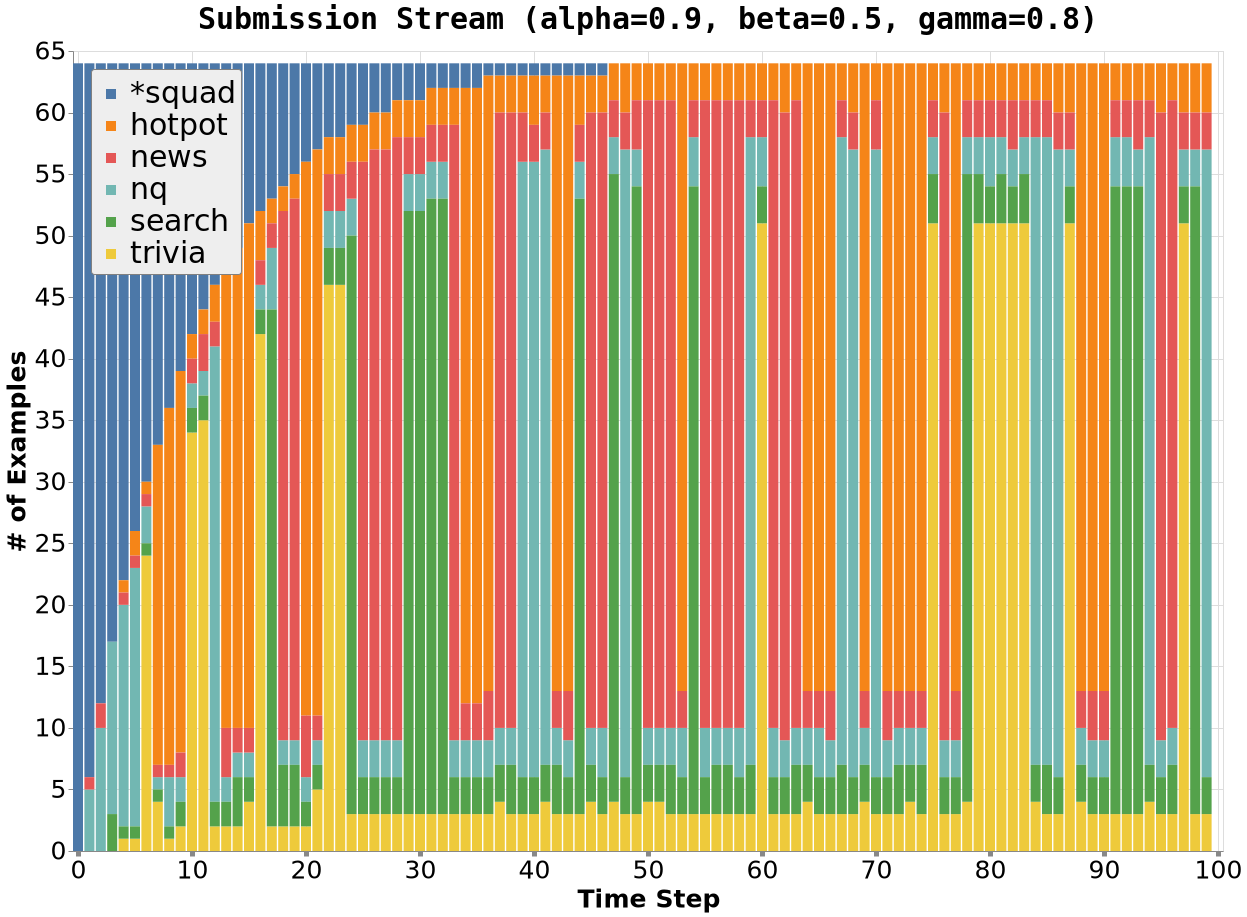 Submission Stream (alpha=0.9, beta=0.5, gamma=0.8)
65
60
55
50
45
40
35
30
25
20
15
10
5
0
# of Examples
*squad
hotpot
news
nq
search
trivia
0 10 20 30 40 50 60 70 80 90 100
Time Step